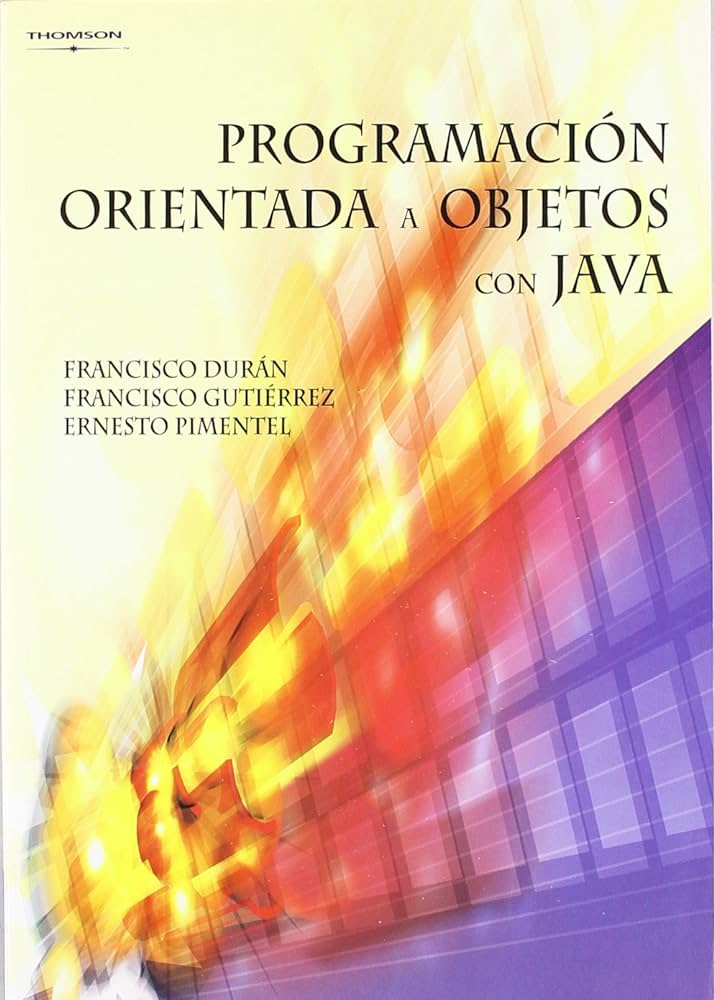 THOMSON
PROGRAMACIÓN
ORIENTADA A OBJETOS
CON JAVA
FRANCISCO DURÁN
FRANCISCO GUTIÉRREZ
ERNESTO PIMENTEL